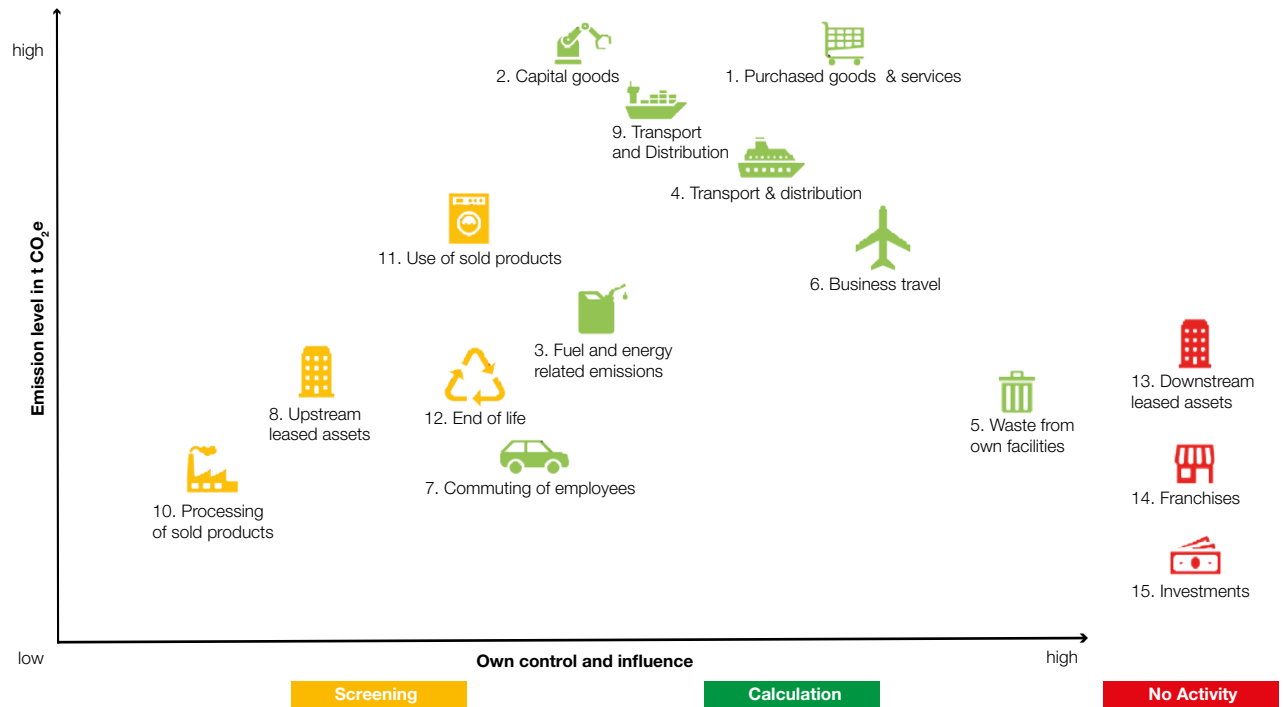 high
2. Capital goods
1. Purchased goods & services
9. Transport
and Distribution
4. Transport & distribution
11. Use of sold products
6. Business travel
Emission level in t CO₂e
3. Fuel and energy
related emissions
13. Downstream
leased assets
8. Upstream
leased assets
12. End of life
5. Waste from
own facilities
7. Commuting of employees
14. Franchises
10. Processing
of sold products
15. Investments
low
Own control and influence
high
Screening
Calculation
No Activity